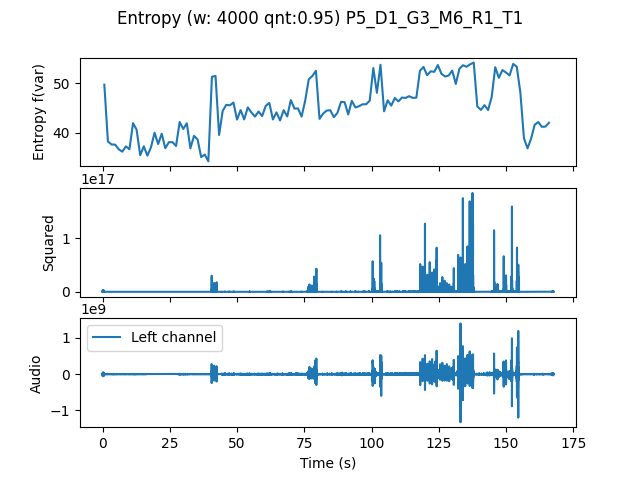 Entropy (w: 4000 qnt:0.95) P5_D1_G3_M6_R1_T1
Entropy f(var)
50
40
1e17
Squared
1
0
1e9
Audio
1
0
−1
Left channel
0 25 50 75 100 125 150 175
Time (s)